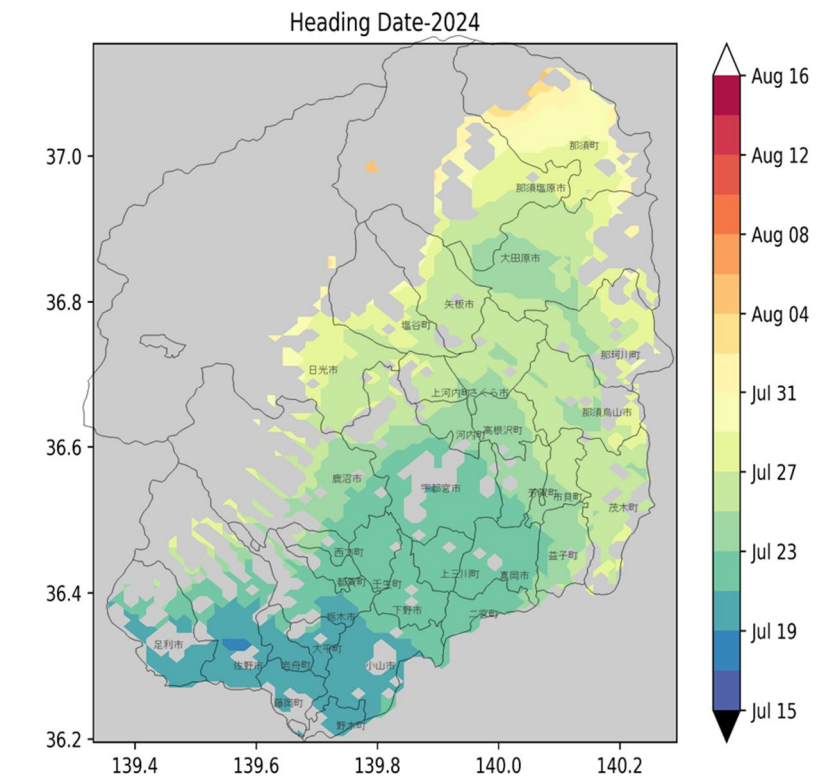 Heading Date-2024
37.0
36.8
36.6
36.4
36.2
139.4
139.6
139.8
140.0
140.2
Aug 16
Aug 12
Aug 08
Aug 04
Jul 31
Jul 27
Jul 23
Jul 19
Jul 15
那須町
那須塩原市
大田原市
矢板市
塩谷町
那珂川町
日光市
上河内町
さくら市
那須烏山市
高根沢町
河内町
鹿沼市
宇都宮市
芳賀町
市貝町
茂木町
西方町
益子町
上三川町
真岡市
都賀町
壬生町
下野市
二宮町
栃木市
足利市
大平町
佐野市
岩舟町
小山市
藤岡町
野木町